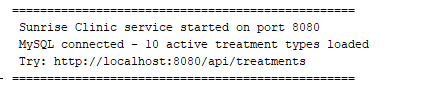 =================================================
Sunrise Clinic service started on port 8080
MySQL connected - 10 active treatment types loaded
Try: http://localhost:8080/api/treatments
=================================================